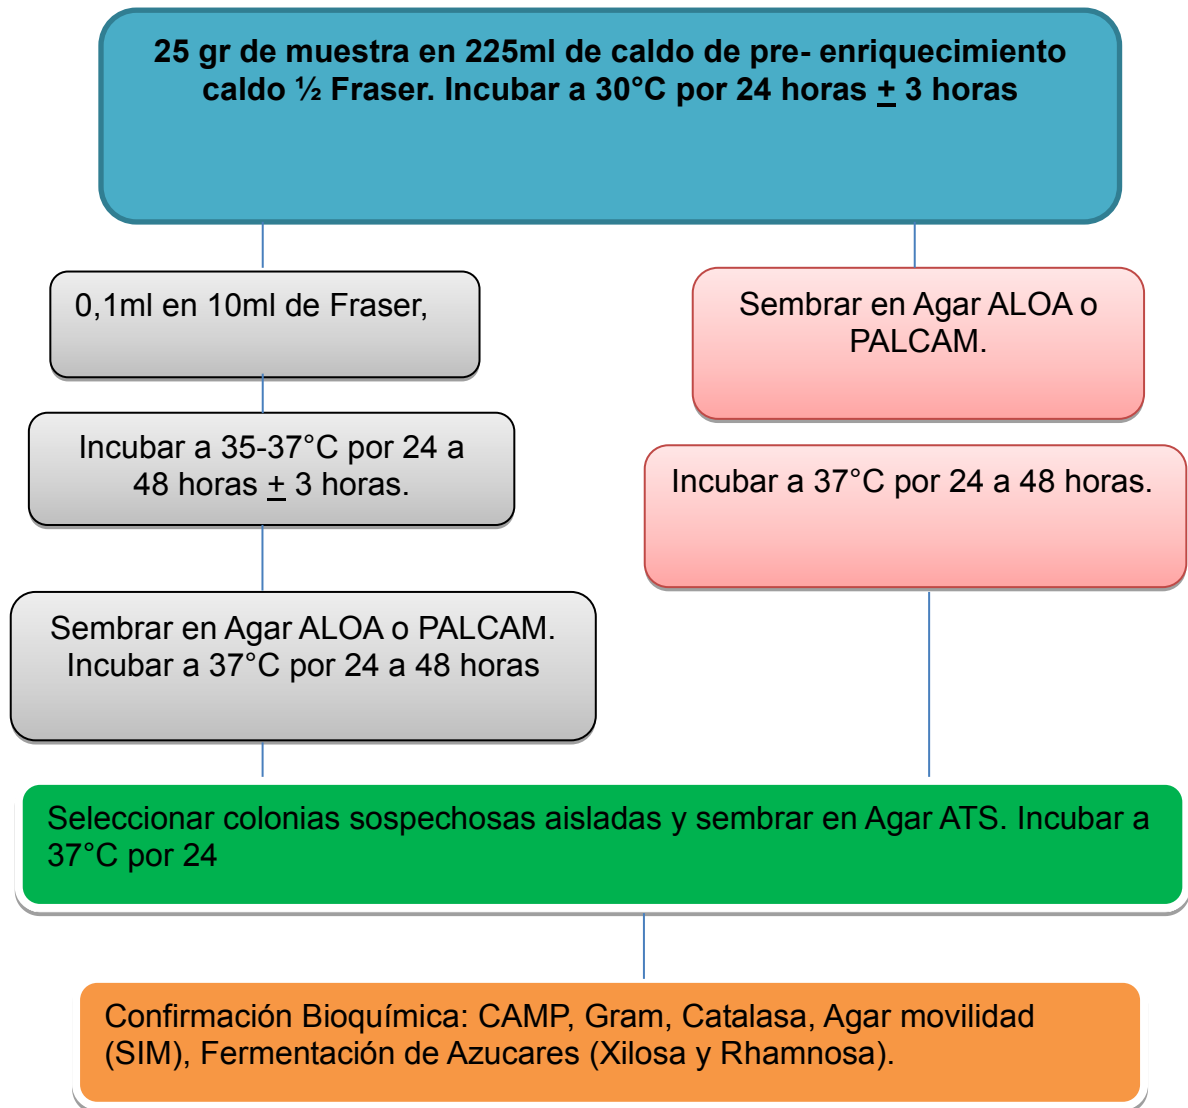 25 gr de muestra en 225ml de caldo de pre- enriquecimiento
caldo ½ Fraser. Incubar a 30°C por 24 horas ± 3 horas
0,1ml en 10ml de Fraser,
Incubar a 35-37°C por 24 a
48 horas ± 3 horas.
Sembrar en Agar ALOA o PALCAM.
Incubar a 37°C por 24 a 48 horas
Sembrar en Agar ALOA o
PALCAM.
Incubar a 37°C por 24 a 48 horas.
Seleccionar colonias sospechosas aisladas y sembrar en Agar ATS. Incubar a
37°C por 24
Confirmación Bioquímica: CAMP, Gram, Catalasa, Agar movilidad
(SIM), Fermentación de Azucares (Xilosa y Rhamnosa).